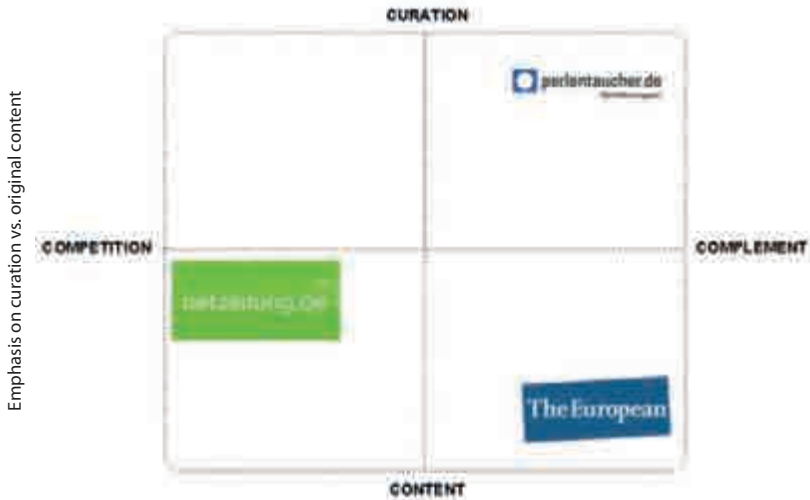 CURATION
perlentaucher.de
Emphasis on curation vs. original content
COMPETITION
COMPLEMENT
netzeitung.de
The European
CONTENT